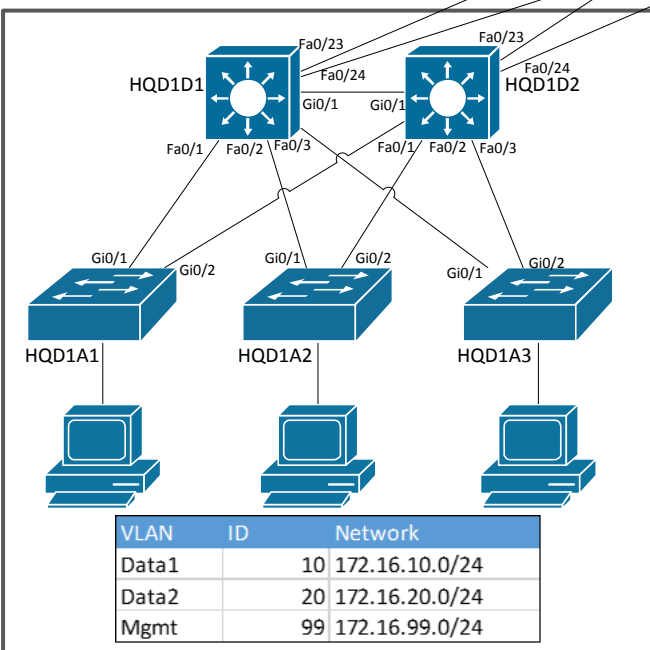 Fa0/23
Fa0/23
HQD1D1
Fa0/24
Fa0/24
HQD1D2
Gi0/1
Gi0/1
Fa0/1
Fa0/2
Fa0/3
Fa0/1
Fa0/2
Fa0/3
Gi0/1
Gi0/2
Gi0/1
Gi0/2
Gi0/1
Gi0/2
HQD1A1
HQD1A2
HQD1A3
VLAN ID Network
Data1 10 172.16.10.0/24
Data2 20 172.16.20.0/24
Mgmt 99 172.16.99.0/24